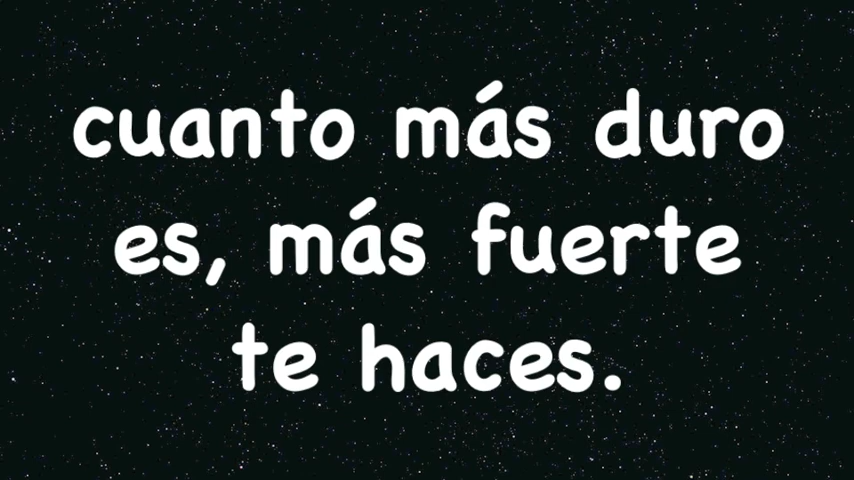 cuanto más duro
es, más fuerte
te haces.